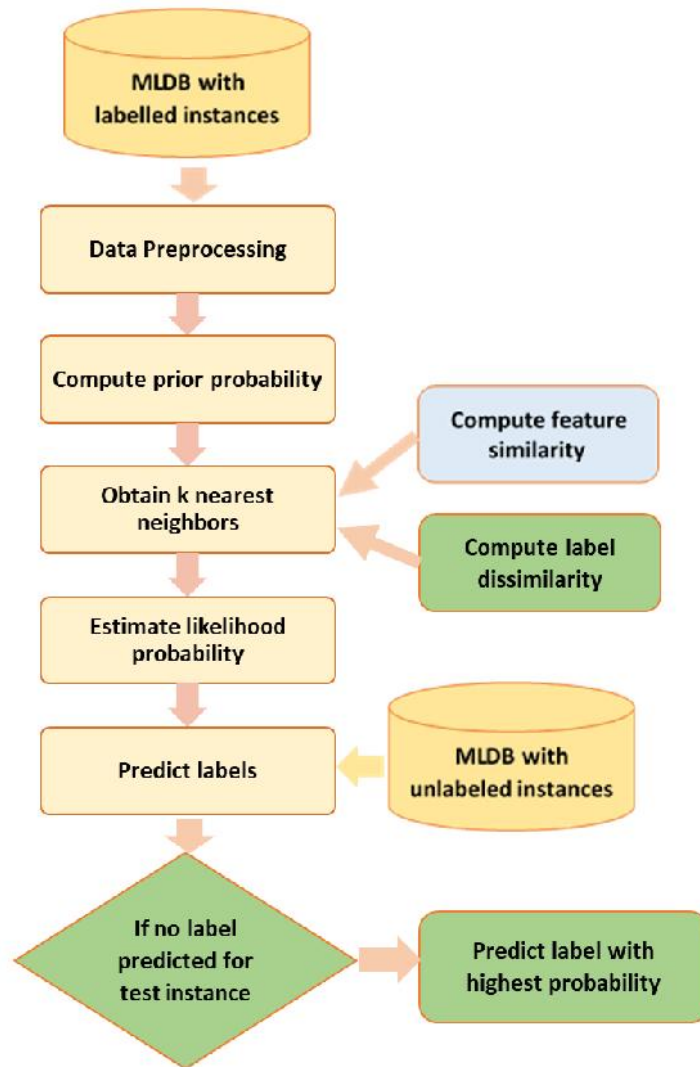 MLDB with
labelled instances
Data Preprocessing
Compute prior probability
Compute feature
similarity
Obtain k nearest
neighbors
Compute label
dissimilarity
Estimate likelihood
probability
Predict labels
MLDB with
unlabeled instances
If no label
predicted for
test instance
Predict label with
highest probability